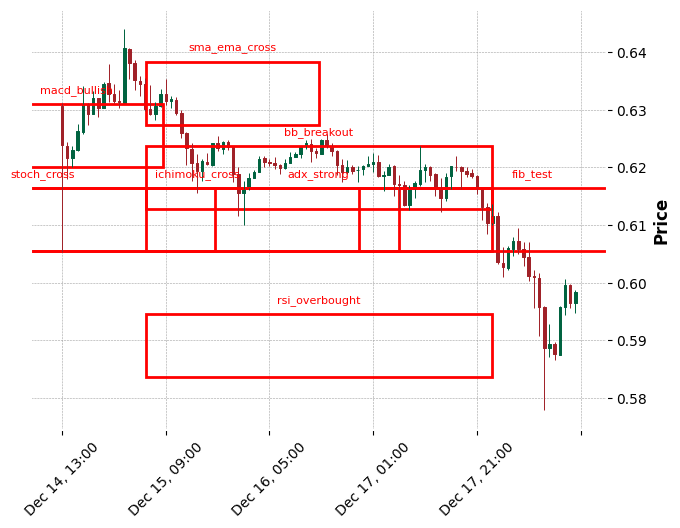 sma_ema_cross
macd_bullish
bb_breakout
stoch_cross
ichimoku_cross
adx_strong
fib_test
rsi_overbought
0.64
0.63
0.62
0.61
0.60
0.59
0.58
Price
Dec 14, 13:00
Dec 15, 09:00
Dec 16, 05:00
Dec 17, 01:00
Dec 17, 21:00